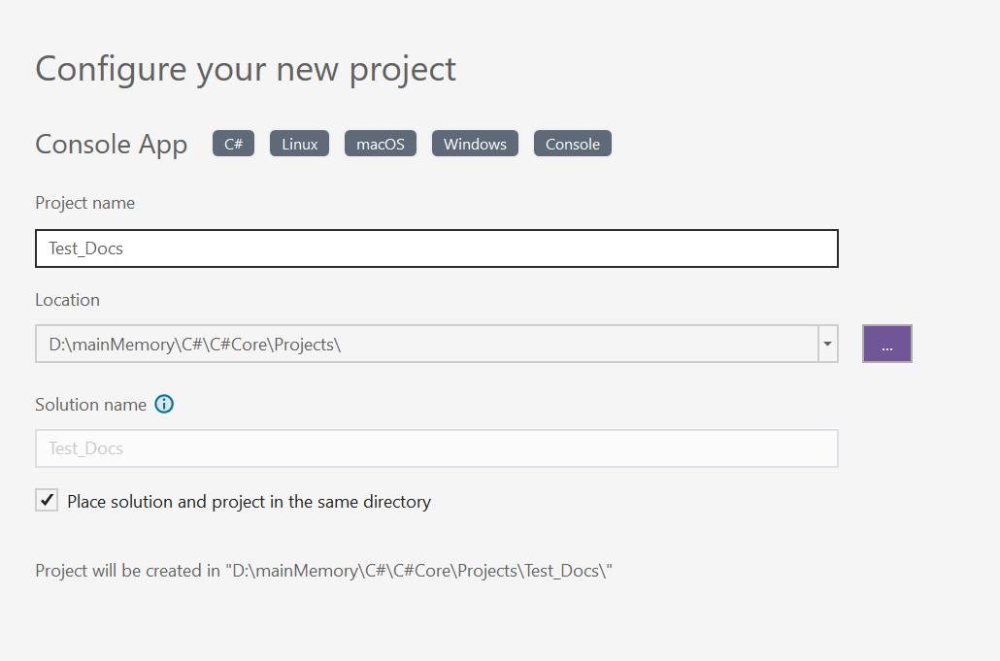 Configure your new project
Console App C# Linux macOS Windows Console
Project name
Test_Docs
Location
D:\mainMemory\C#\C#Core\Projects\
...
Solution name
Test_Docs
Place solution and project in the same directory
Project will be created in "D:\mainMemory\C#\C#Core\Projects\Test_Docs\"